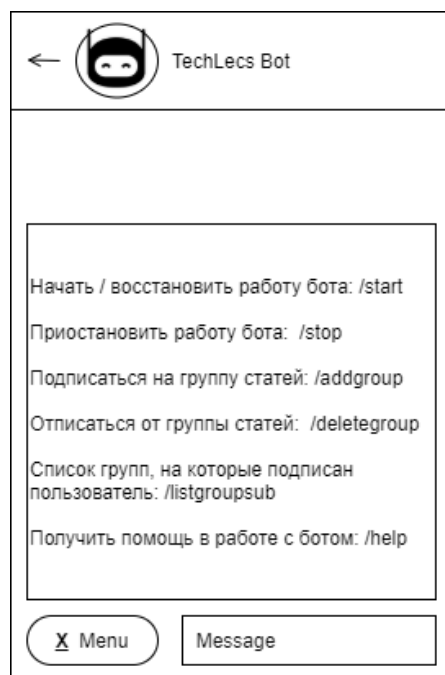 TechLecs Bot
Начать / восстановить работу бота: /start
Приостановить работу бота: /stop
Подписаться на группу статей: /addgroup
Отписаться от группы статей: /deletegroup
Список групп, на которые подписан
пользователь: /listgroupsub
Получить помощь в работе с ботом: /help
X Menu
Message